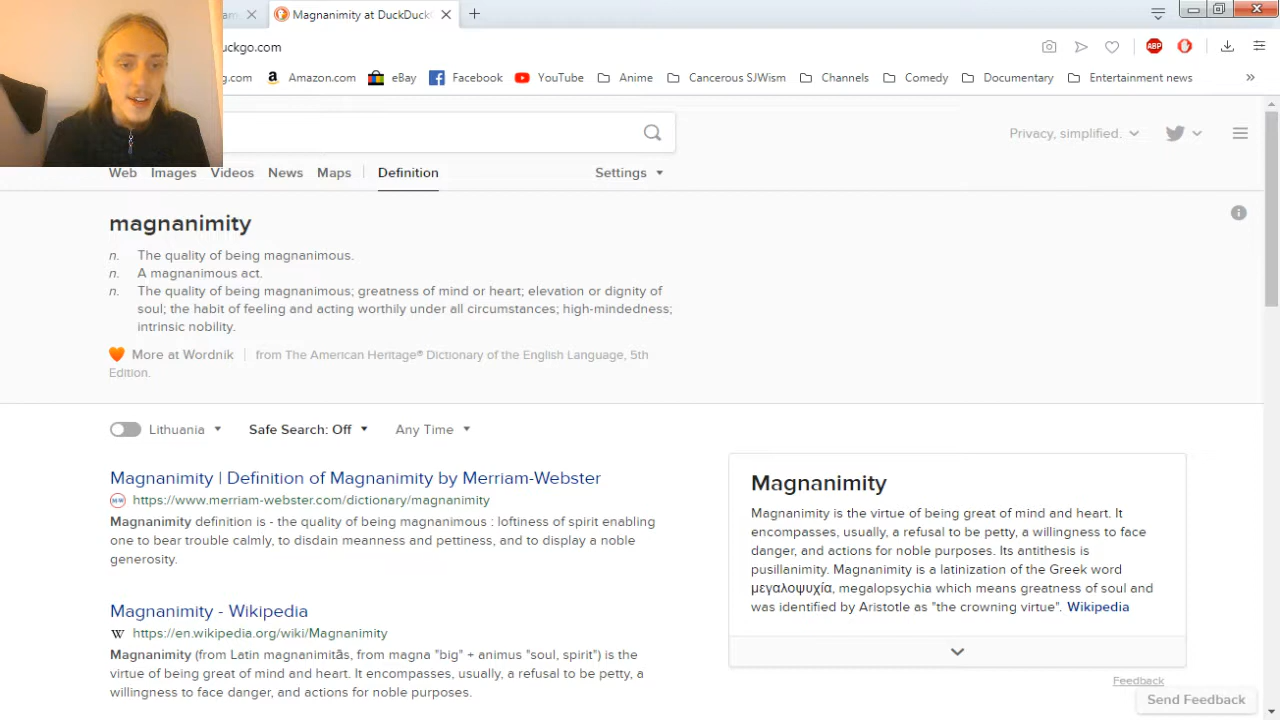 Magnanimity at DuckDuck
uckgo.com
ABP
g.com Amazon.com eBay Facebook YouTube Anime Cancerous SJWism Channels Comedy Documentary Entertainment news »
Privacy, simplified.
Web Images Videos News Maps Definition Settings
magnanimity
n. The quality of being magnanimous.
n. A magnanimous act.
n. The quality of being magnanimous; greatness of mind or heart; elevation or dignity of
soul; the habit of feeling and acting worthily under all circumstances; high-mindedness;
intrinsic nobility.
More at Wordnik from The American Heritage® Dictionary of the English Language, 5th
Edition.
Lithuania Safe Search: Off Any Time
Magnanimity | Definition of Magnanimity by Merriam-Webster
https://www.merriam-webster.com/dictionary/magnanimity
Magnanimity definition is - the quality of being magnanimous : loftiness of spirit enabling
one to bear trouble calmly, to disdain meanness and pettiness, and to display a noble
generosity.
Magnanimity - Wikipedia
W https://en.wikipedia.org/wiki/Magnanimity
Magnanimity (from Latin magnanimitās, from magna "big" + animus "soul, spirit") is the
virtue of being great of mind and heart. It encompasses, usually, a refusal to be petty, a
willingness to face danger, and actions for noble purposes.
Magnanimity
Magnanimity is the virtue of being great of mind and heart. It
encompasses, usually, a refusal to be petty, a willingness to face
danger, and actions for noble purposes. Its antithesis is
pusillanimity. Magnanimity is a latinization of the Greek word
μεγαλοψυχία, megalopsychia which means greatness of soul and
was identified by Aristotle as "the crowning virtue". Wikipedia
Feedback
Send Feedback